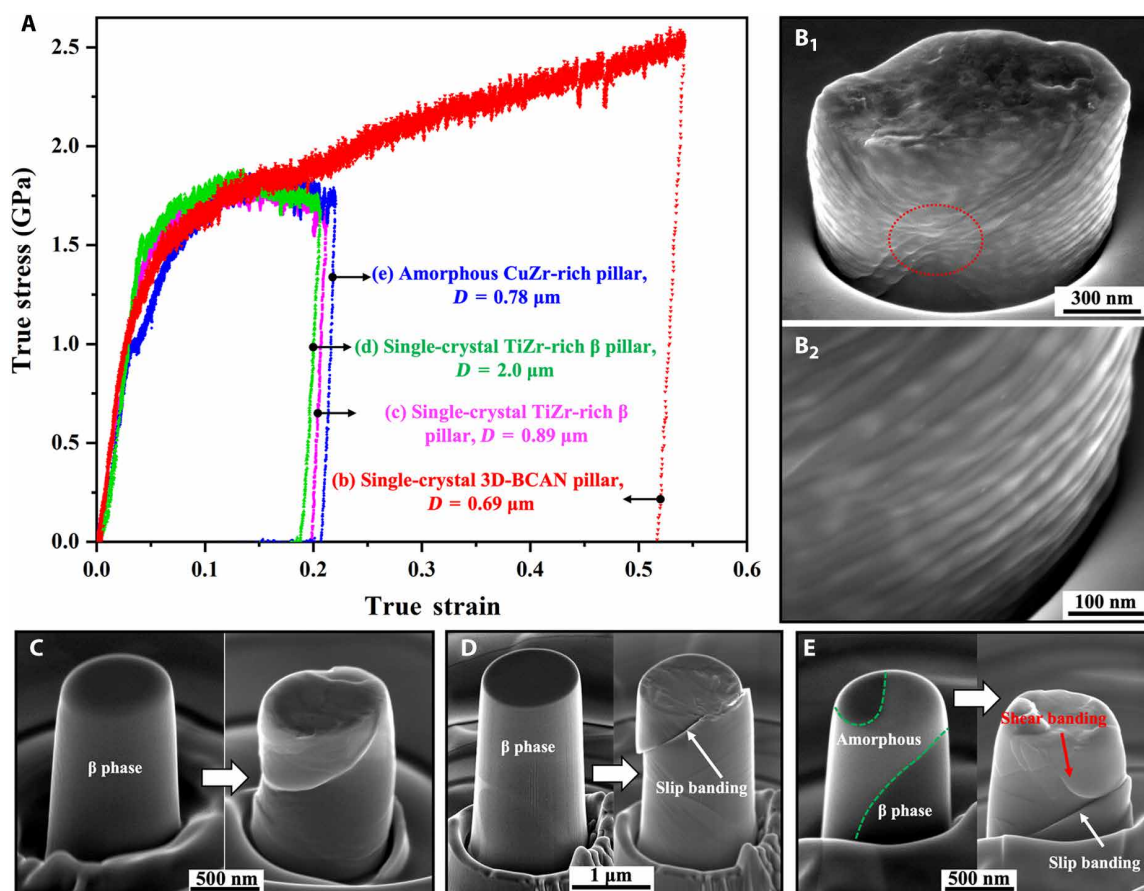 A
True stress (GPa)
2.5
2.0
1.5
1.0
0.5
0.0
0.0 0.1 0.2 0.3 0.4 0.5 0.6
True strain
(e) Amorphous CuZr-rich pillar,
D = 0.78 μm
(d) Single-crystal TiZr-rich β pillar,
D = 2.0 μm
(c) Single-crystal TiZr-rich β
pillar, D = 0.89 μm
(b) Single-crystal 3D-BCAN pillar,
D = 0.69 μm
B1
300 nm
B2
100 nm
C
β phase
500 nm
D
β phase
Slip banding
1 μm
E
Amorphous
β phase
Shear banding
Slip banding
500 nm